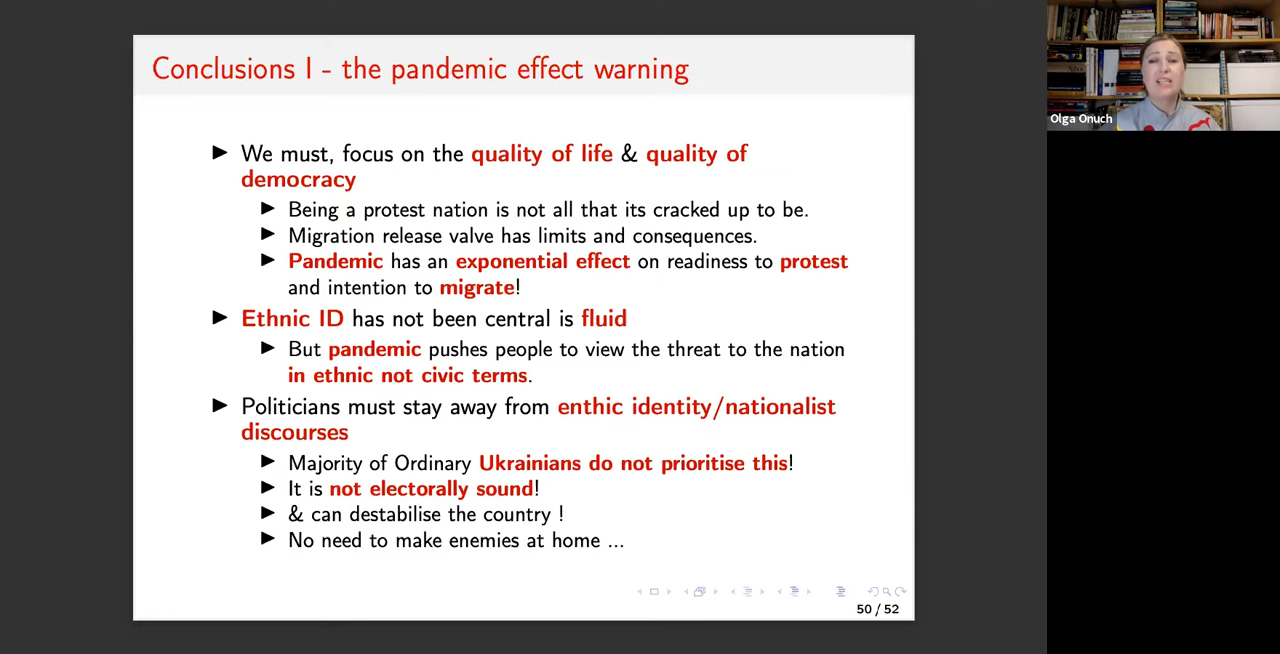 Conclusions I - the pandemic effect warning
Olga Onuch
We must, focus on the quality of life & quality of
democracy
Being a protest nation is not all that its cracked up to be.
Migration release valve has limits and consequences.
Pandemic has an exponential effect on readiness to protest
and intention to migrate!
Ethnic ID has not been central is fluid
But pandemic pushes people to view the threat to the nation
in ethnic not civic terms.
Politicians must stay away from enthic identity/nationalist
discourses
Majority of Ordinary Ukrainians do not prioritise this!
It is not electorally sound!
& can destabilise the country !
No need to make enemies at home ...
50 / 52